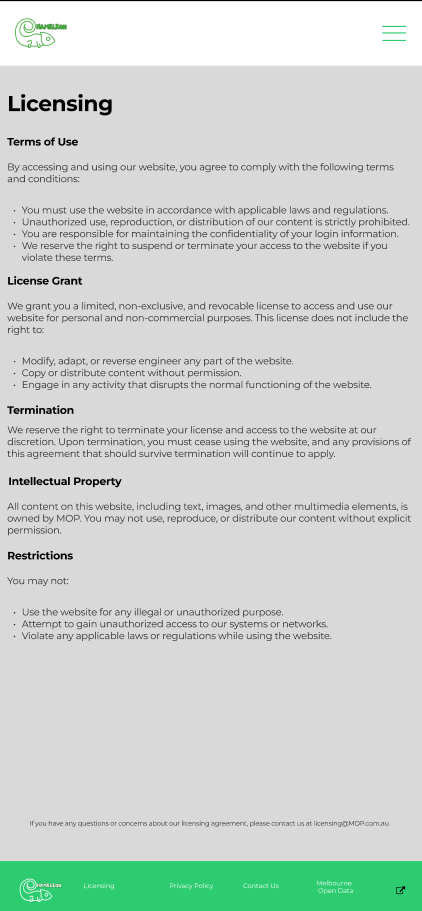 HAMELEON
Licensing
Terms of Use
By accessing and using our website, you agree to comply with the following terms
and conditions:
• You must use the website in accordance with applicable laws and regulations.
• Unauthorized use, reproduction, or distribution of our content is strictly prohibited.
• You are responsible for maintaining the confidentiality of your login information.
• We reserve the right to suspend or terminate your access to the website if you
violate these terms.
License Grant
We grant you a limited, non-exclusive, and revocable license to access and use our
website for personal and non-commercial purposes. This license does not include the
right to:
• Modify, adapt, or reverse engineer any part of the website.
• Copy or distribute content without permission.
• Engage in any activity that disrupts the normal functioning of the website.
Termination
We reserve the right to terminate your license and access to the website at our
discretion. Upon termination, you must cease using the website, and any provisions of
this agreement that should survive termination will continue to apply.
Intellectual Property
All content on this website, including text, images, and other multimedia elements, is
owned by MOP. You may not use, reproduce, or distribute our content without explicit
permission.
Restrictions
You may not:
• Use the website for any illegal or unauthorized purpose.
• Attempt to gain unauthorized access to our systems or networks.
• Violate any applicable laws or regulations while using the website.
If you have any questions or concerns about our licensing agreement, please contact us at licensing@MOP.com.au
HAMELEON
Licensing
Privacy Policy
Contact Us
Melbourne
Open Data